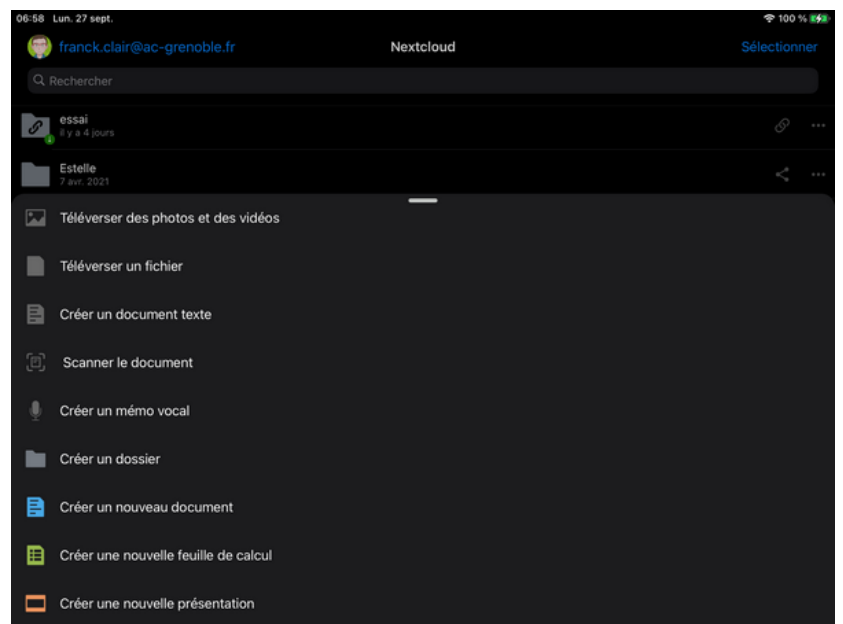 06:58 Lun. 27 sept. 100 %
franck.clair@ac-grenoble.fr Nextcloud Sélectionner
Rechercher
essai
il y a 4 jours
Estelle
7 avr. 2021
Téléverser des photos et des vidéos
Téléverser un fichier
Créer un document texte
Scanner le document
Créer un mémo vocal
Créer un dossier
Créer un nouveau document
Créer une nouvelle feuille de calcul
Créer une nouvelle présentation